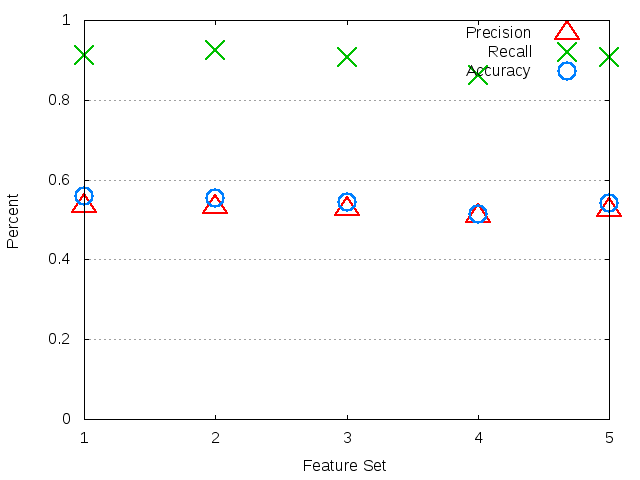 1
Precision
Recall
Accuracy
0.8
0.6
Percent
0.4
0.2
0
1 2 3 4 5
Feature Set